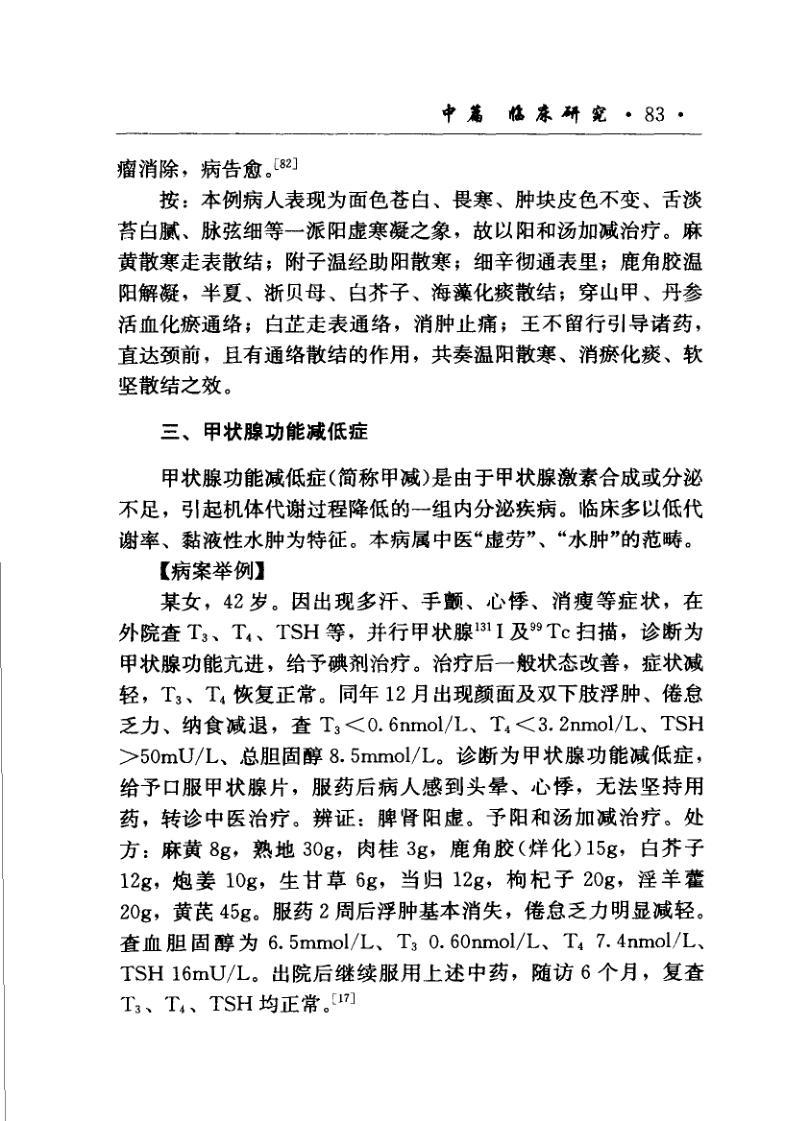 中篇 临床研究 · 83 ·
瘤消除，病告愈。[82]
按：本例病人表现为面色苍白、畏寒、肿块皮色不变、舌淡
苔白腻、脉弦细等一派阳虚寒凝之象，故以阳和汤加减治疗。麻
黄散寒走表散结；附子温经助阳散寒；细辛彻通表里；鹿角胶温
阳解凝，半夏、浙贝母、白芥子、海藻化痰散结；穿山甲、丹参
活血化瘀通络；白芷走表通络，消肿止痛；王不留行引导诸药，
直达颈前，且有通络散结的作用，共奏温阳散寒、消瘀化痰、软
坚散结之效。
三、甲状腺功能减低症
甲状腺功能减低症(简称甲减)是由于甲状腺激素合成或分泌
不足，引起机体代谢过程降低的一组内分泌疾病。临床多以低代
谢率、黏液性水肿为特征。本病属中医“虚劳”、“水肿”的范畴。
【病案举例】
某女，42岁。因出现多汗、手颤、心悸、消瘦等症状，在
外院查 T₃、T₄、TSH 等，并行甲状腺¹³¹I 及⁹⁹Tc 扫描，诊断为
甲状腺功能亢进，给予碘剂治疗。治疗后一般状态改善，症状减
轻，T₃、T₄ 恢复正常。同年 12 月出现颜面及双下肢浮肿、倦怠
乏力、纳食减退，查 T₃＜0.6nmol/L、T₄＜3.2nmol/L、TSH
＞50mU/L、总胆固醇 8.5mmol/L。诊断为甲状腺功能减低症，
给予口服甲状腺片，服药后病人感到头晕、心悸，无法坚持用
药，转诊中医治疗。辨证：脾肾阳虚。予阳和汤加减治疗。处
方：麻黄 8g，熟地 30g，肉桂 3g，鹿角胶(烊化)15g，白芥子
12g，炮姜 10g，生甘草 6g，当归 12g，枸杞子 20g，淫羊藿
20g，黄芪 45g。服药 2 周后浮肿基本消失，倦怠乏力明显减轻。
查血胆固醇为 6.5mmol/L、T₃ 0.60nmol/L、T₄ 7.4nmol/L、
TSH 16mU/L。出院后继续服用上述中药，随访 6 个月，复查
T₃、T₄、TSH 均正常。[17]